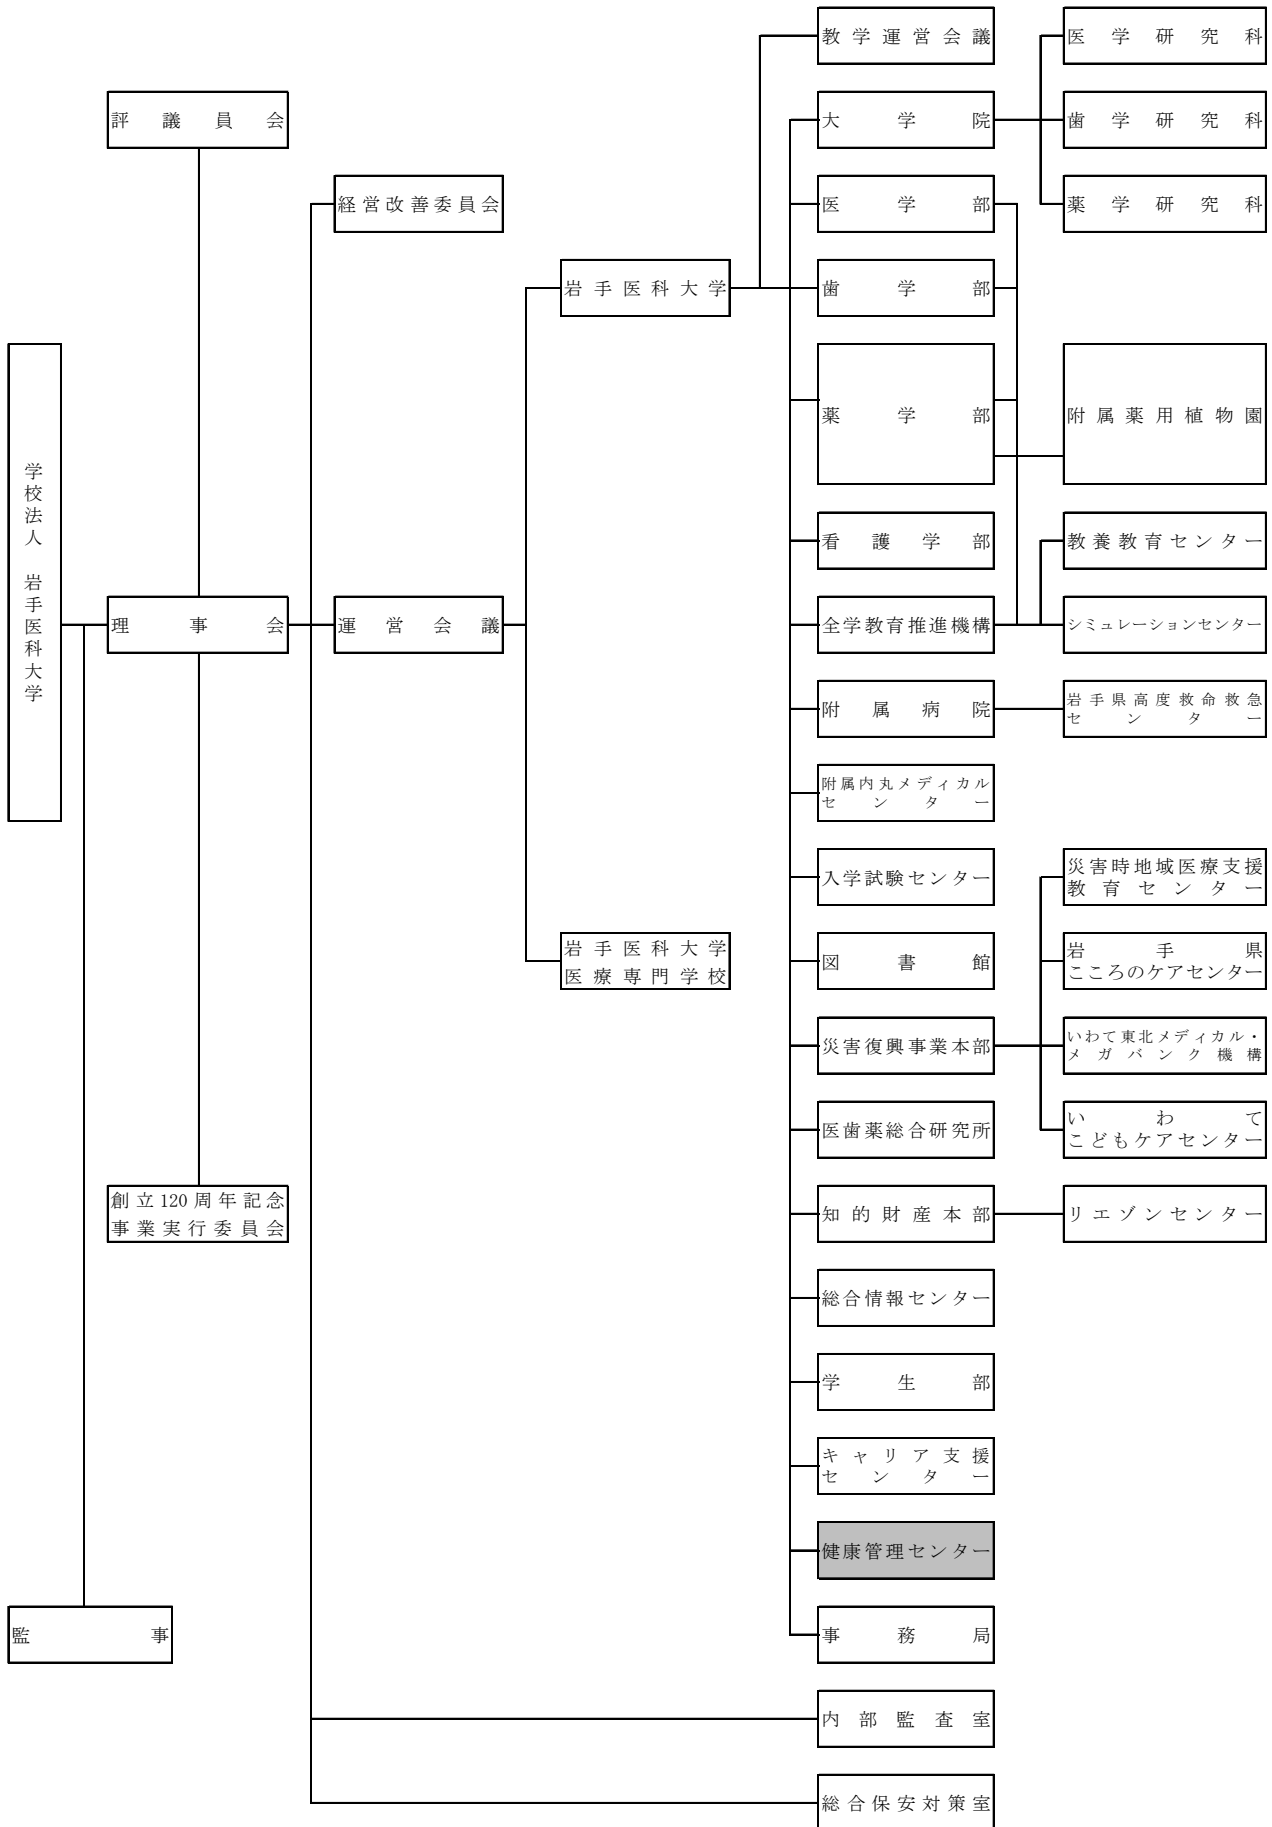 教学運営会議
医学研究科
評議員会
大学院
歯学研究科
経営改善委員会
医学部
薬学研究科
岩手医科大学
歯学部
学校法人 岩手医科大学
薬学部
附属薬用植物園
看護学部
教養教育センター
理事会
運営会議
全学教育推進機構
シミュレーションセンター
附属病院
岩手県高度救命救急
センター
附属内丸メディカル
センター
入学試験センター
災害時地域医療支援
教育センター
岩手医科大学
医療専門学校
図書館
岩手県
こころのケアセンター
災害復興事業本部
いわて東北メディカル・
メガバンク機構
医歯薬総合研究所
いわて
こどもケアセンター
創立120周年記念
事業実行委員会
知的財産本部
リエゾンセンター
総合情報センター
学生部
キャリア支援
センター
健康管理センター
監事
事務局
内部監査室
総合保安対策室